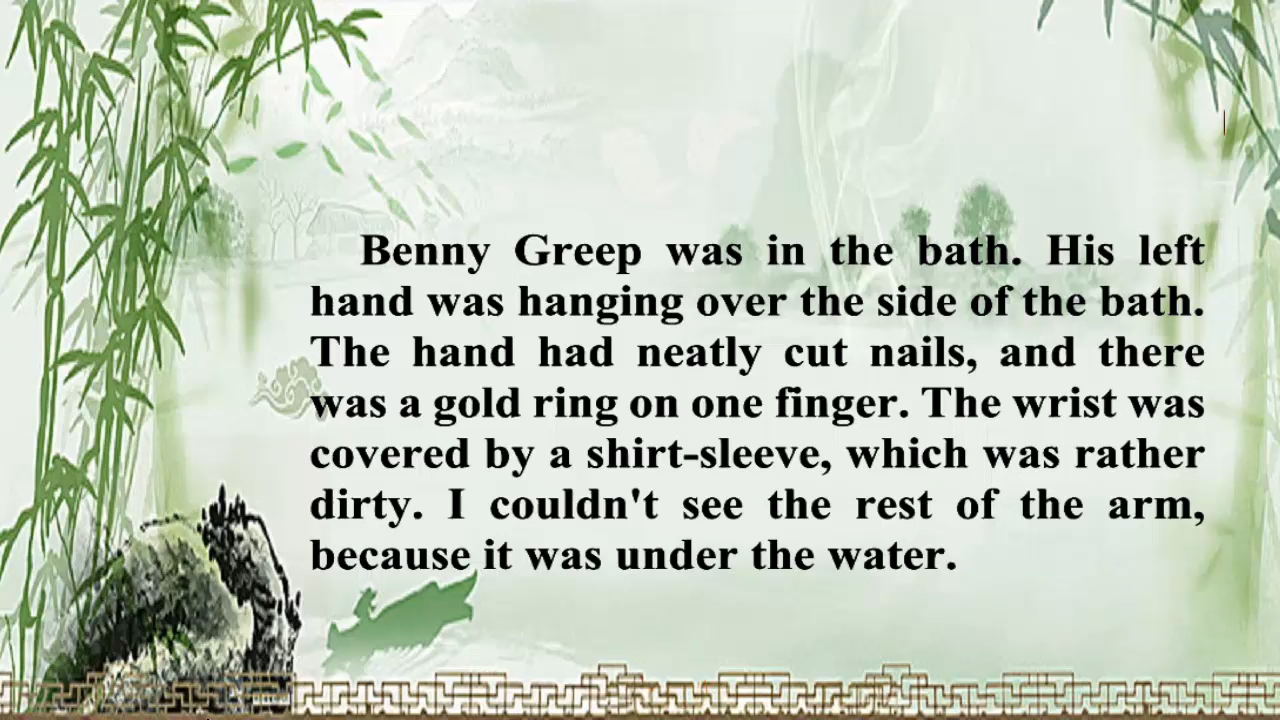 Benny Greep was in the bath. His left
hand was hanging over the side of the bath.
The hand had neatly cut nails, and there
was a gold ring on one finger. The wrist was
covered by a shirt-sleeve, which was rather
dirty. I couldn't see the rest of the arm,
because it was under the water.